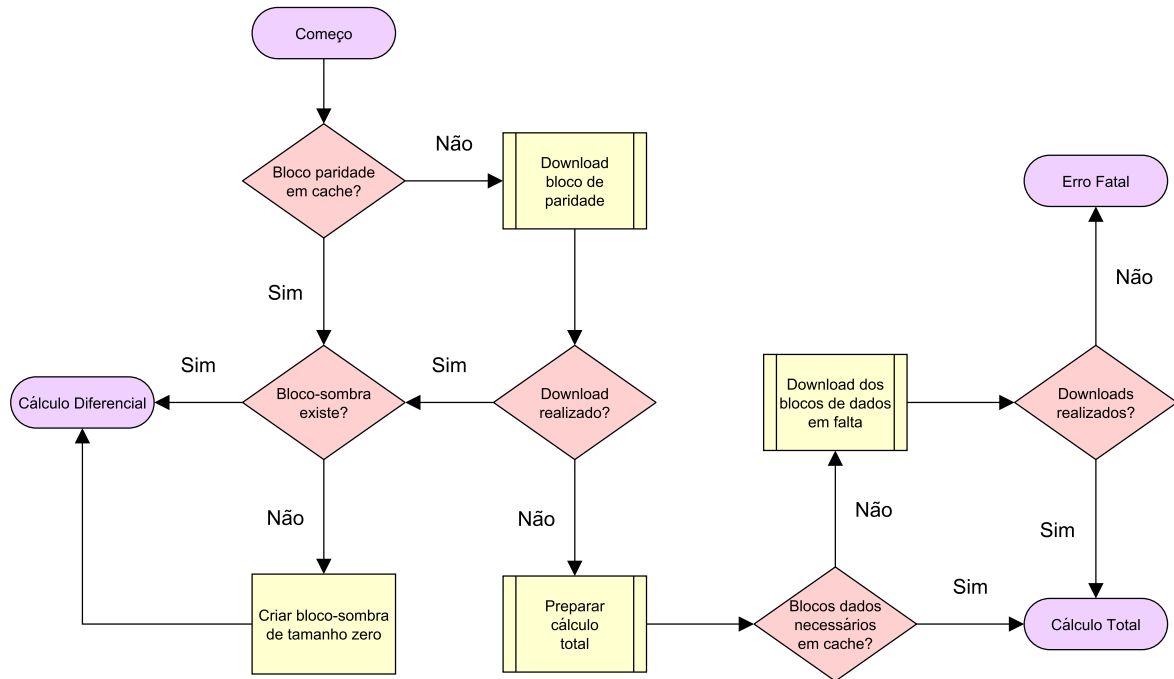 Começo
Bloco paridade
em cache?
Não
Download
bloco de
paridade
Erro Fatal
Não
Sim
Cálculo Diferencial
Sim
Bloco-sombra
existe?
Sim
Download
realizado?
Download dos
blocos de dados
em falta
Downloads
realizados?
Não
Não
Não
Sim
Criar bloco-sombra
de tamanho zero
Preparar
cálculo
total
Blocos dados
necessários
em cache?
Sim
Cálculo Total